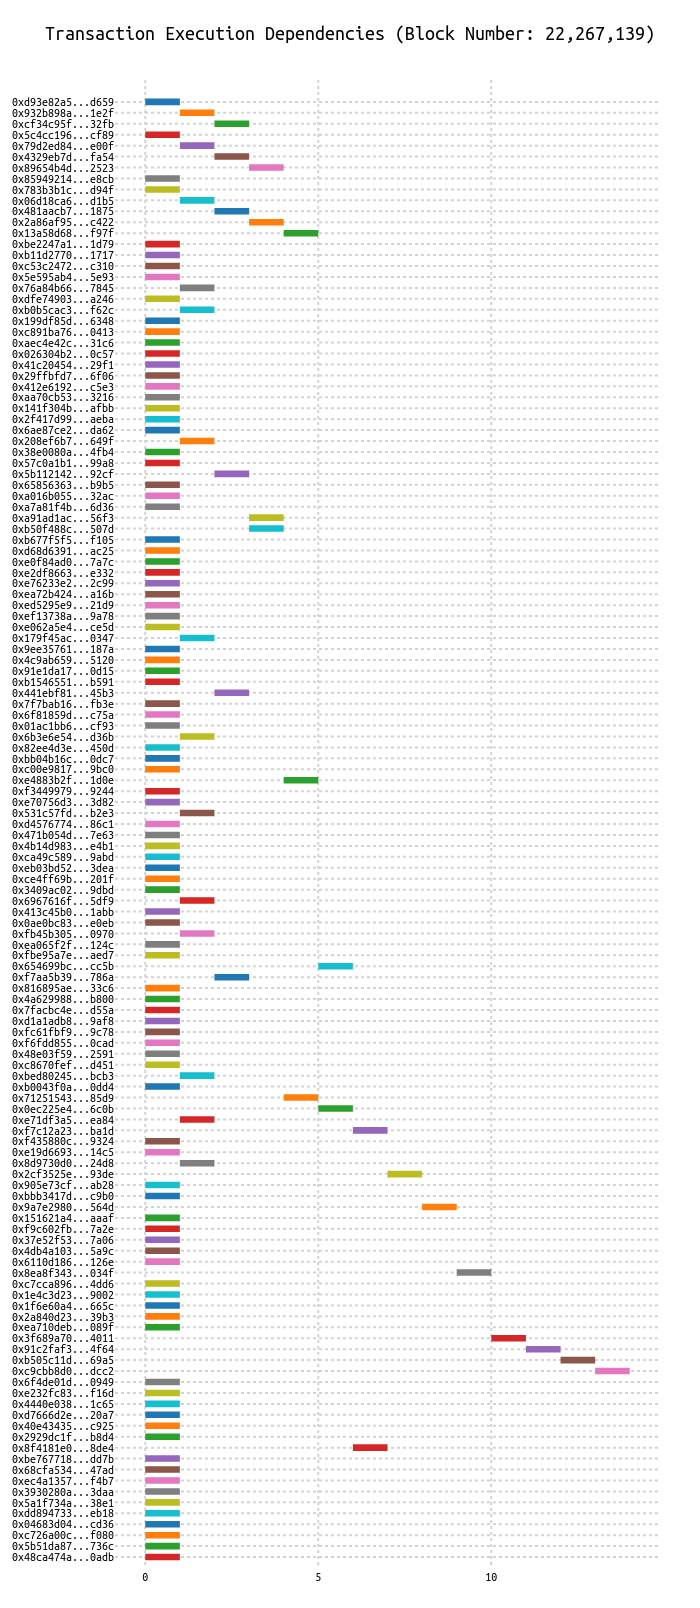 Transaction Execution Dependencies (Block Number: 22,267,139)
0xd93e82a5...d659
0x932b898a...1e2f
0xcf34c95f...32fb
0x5c4cc196...cf89
0x79d2ed84...e00f
0x4329eb7d...fa54
0x89654b4d...2523
0x85949214...e8cb
0x783b3b1c...d94f
0x06d18ca6...d1b5
0x481aacb7...1875
0x2a86af95...c422
0x13a58d68...f97f
0xbe2247a1...1d79
0xb11d2770...1717
0xc53c2472...c310
0x5e595ab4...5e93
0x76a84b66...7845
0xdfe74903...a246
0xb0b5cac3...f62c
0x199df85d...6348
0xc891ba76...0413
0xaec4e42c...31c6
0x026304b2...0c57
0x41c20454...29f1
0x29ffbfd7...6f06
0x412e6192...c5e3
0xaa70cb53...3216
0x141f304b...afbb
0x2f417d99...aeba
0x6ae87ce2...da62
0x208ef6b7...649f
0x38e0080a...4fb4
0x57c0a1b1...99a8
0x5b112142...92cf
0x65856363...b9b5
0xa016b055...32ac
0xa7a81f4b...6d36
0xa91ad1ac...56f3
0xb50f488c...507d
0xb677f5f5...f105
0xd68d6391...ac25
0xe0f84ad0...7a7c
0xe2df8663...e332
0xe76233e2...2c99
0xea72b424...a16b
0xed5295e9...21d9
0xef13738a...9a78
0xe062a5e4...ce5d
0x179f45ac...0347
0x9ee35761...187a
0x4c9ab659...5120
0x91e1da17...0d15
0xb1546551...b591
0x441ebf81...45b3
0x7f7bab16...fb3e
0x6f81859d...c75a
0x01ac1bb6...cf93
0x6b3e6e54...d36b
0x82ee4d3e...450d
0xbb04b16c...0dc7
0xc00e9817...9bc0
0xe4883b2f...1d0e
0xf3449979...9244
0xe70756d3...3d82
0x531c57fd...b2e3
0xd4576774...86c1
0x471b054d...7e63
0x4b14d983...e4b1
0xca49c589...9abd
0xeb03bd52...3dea
0xce4ff69b...201f
0x3409ac02...9dbd
0x6967616f...5df9
0x413c45b0...1abb
0x0ae0bc83...e0eb
0xfb45b305...0970
0xea065f2f...124c
0xfbe95a7e...aed7
0x654699bc...cc5b
0xf7aa5b39...786a
0x816895ae...33c6
0x4a629988...b800
0x7facbc4e...d55a
0xd1a1adb8...9af8
0xfc61fbf9...9c78
0xf6fdd855...0cad
0x48e03f59...2591
0xc8670fef...d451
0xbed80245...bcb3
0xb0043f0a...0dd4
0x71251543...85d9
0x0ec225e4...6c0b
0xe71df3a5...ea84
0xf7c12a23...ba1d
0xf435880c...9324
0xe19d6693...14c5
0x8d9730d0...24d8
0x2cf3525e...93de
0x905e73cf...ab28
0xbbb3417d...c9b0
0x9a7e2980...564d
0x151621a4...aaaf
0xf9c602fb...7a2e
0x37e52f53...7a06
0x4db4a103...5a9c
0x6110d186...126e
0x8ea8f343...034f
0xc7cca896...4dd6
0x1e4c3d23...9002
0x1f6e60a4...665c
0x2a840d23...39b3
0xea710deb...089f
0x3f689a70...4011
0x91c2faf3...4f64
0xb505c11d...69a5
0xc9cbb8d0...dcc2
0x6f4de01d...0949
0xe232fc83...f16d
0x4440e038...1c65
0xd7666d2e...20a7
0x40e43435...c925
0x2929dc1f...b8d4
0x8f4181e0...8de4
0xbe767718...dd7b
0x68cfa534...47ad
0xec4a1357...f4b7
0x3930280a...3daa
0x5a1f734a...38e1
0xdd894733...eb18
0x04683d04...cd36
0xc726a00c...f080
0x5b51da87...736c
0x48ca474a...0adb
0 5 10